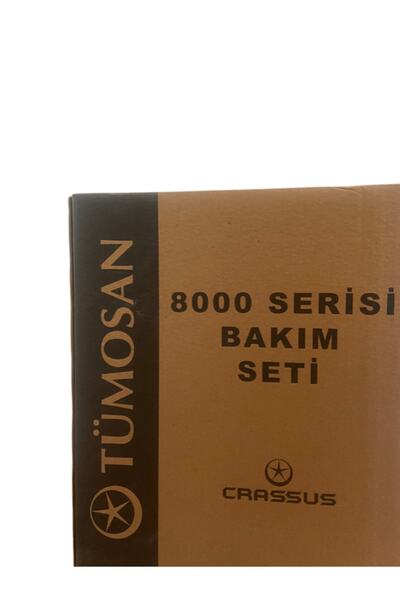 TÜMOSAN
8000 SERİSİ
BAKIM
SETİ
CRASSUS